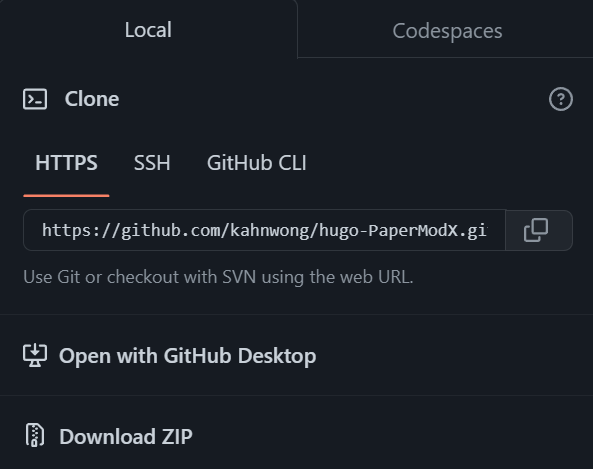 Local
Codespaces
Clone
HTTPS SSH GitHub CLI
https://github.com/kahnwong/hugo-PaperModX.gi
Use Git or checkout with SVN using the web URL.
Open with GitHub Desktop
Download ZIP